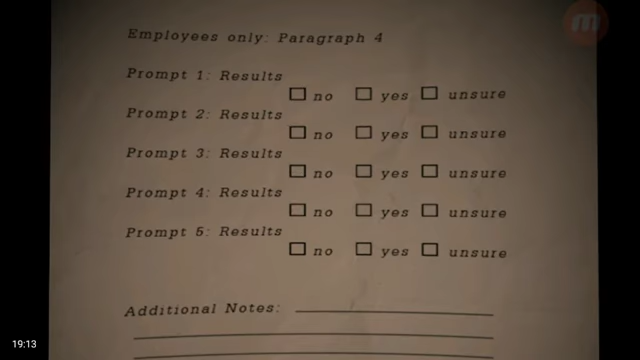 Employees only: Paragraph 4
Prompt 1: Results
no yes unsure
Prompt 2: Results
no yes unsure
Prompt 3: Results
no yes unsure
Prompt 4: Results
no yes unsure
Prompt 5: Results
no yes unsure
Additional Notes:
19:13